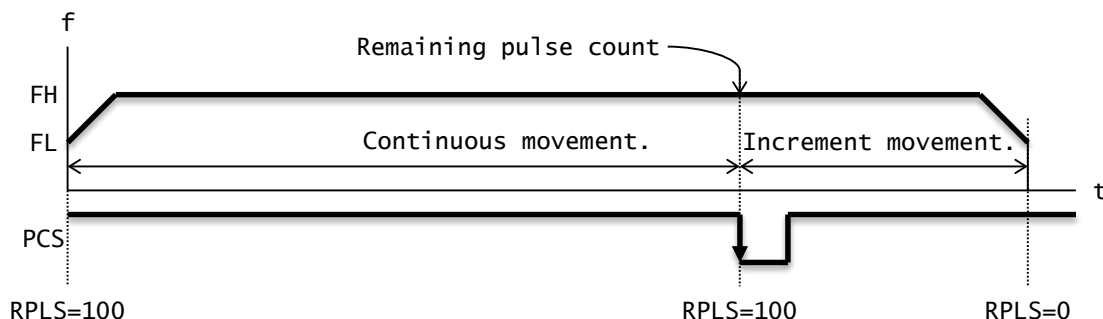 f
Remaining pulse count
FH
FL
Continuous movement.
Increment movement.
t
PCS
RPLS=100
RPLS=100
RPLS=0